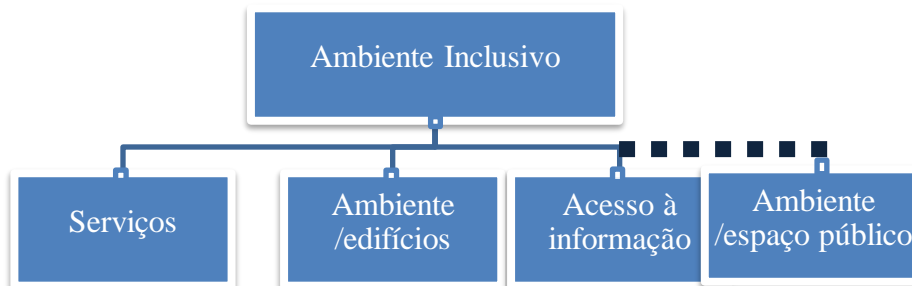 Ambiente Inclusivo
Serviços
Ambiente
/edifícios
Acesso à
informação
Ambiente
/espaço público